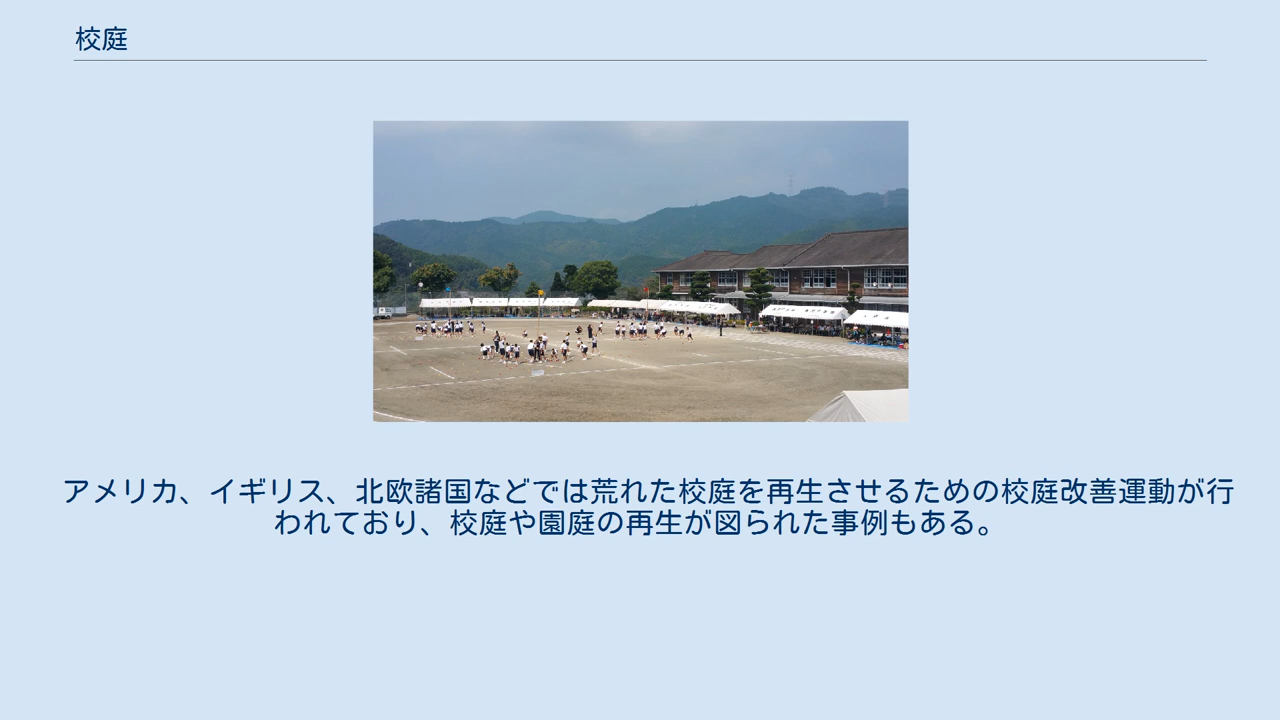 校庭
アメリカ、イギリス、北欧諸国などでは荒れた校庭を再生させるための校庭改善運動が行
われており、校庭や園庭の再生が図られた事例もある。